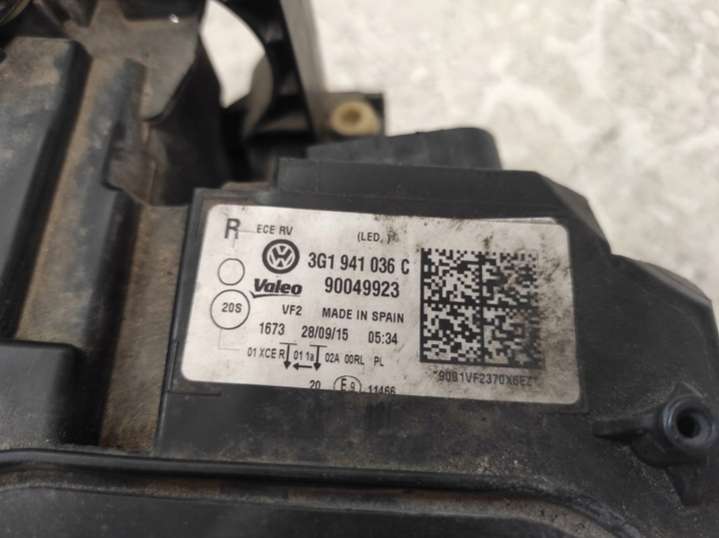 R ECE RV (LED, )
3G1 941 036 C
Valeo 90049923
20S VF2 MADE IN SPAIN
1673 28/09/15 05:34
01 XCE R 01 1a 02A 00RL PL
20 E9 11466